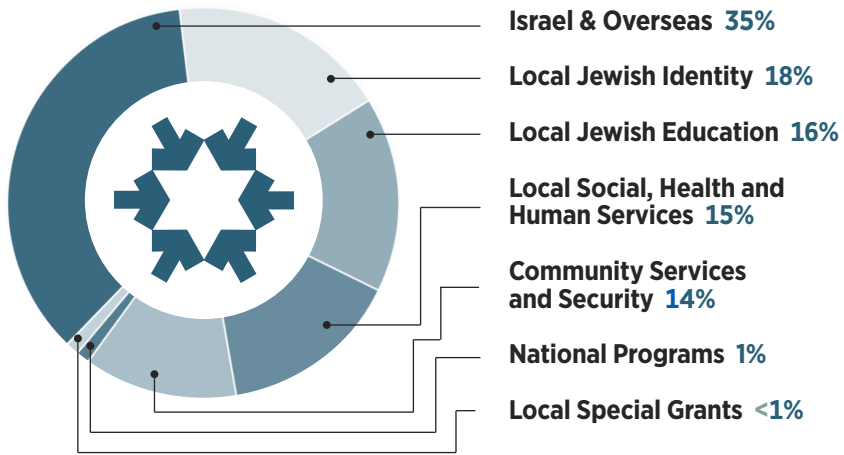 Israel & Overseas 35%
Local Jewish Identity 18%
Local Jewish Education 16%
Local Social, Health and
Human Services 15%
Community Services
and Security 14%
National Programs 1%
Local Special Grants <1%